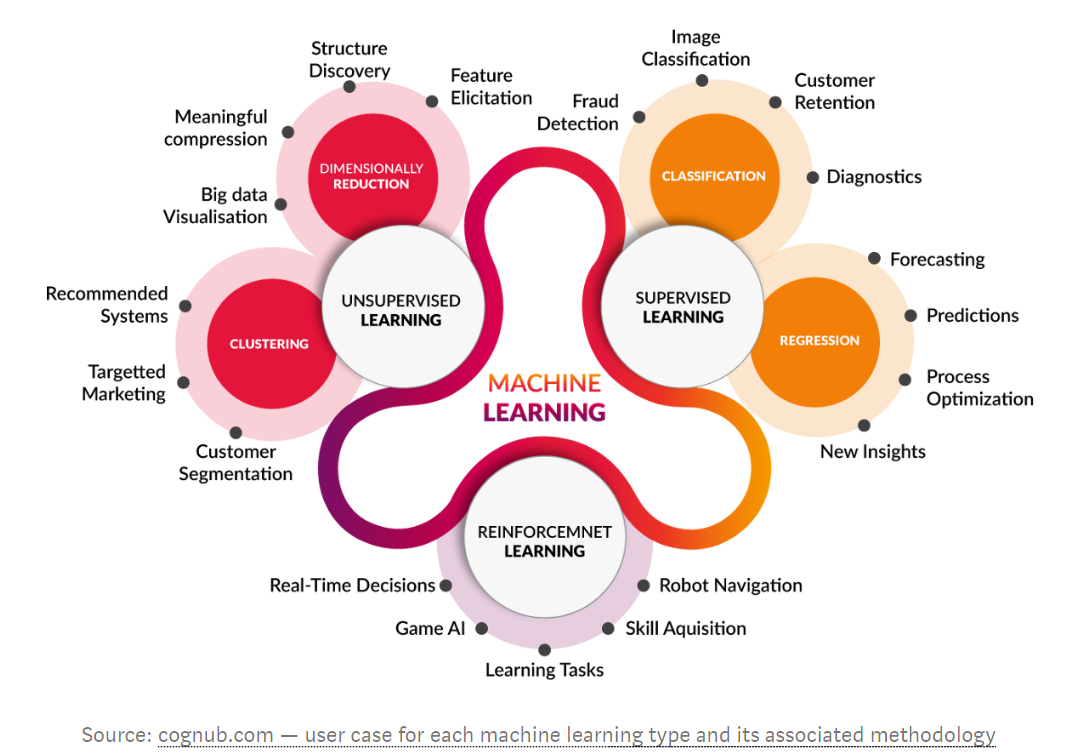 Structure
Discovery
Feature
Elicitation
Meaningful
compression
Big data
Visualisation
DIMENSIONALLY
REDUCTION
Recommended
Systems
Targetted
Marketing
Customer
Segmentation
CLUSTERING
UNSUPERVISED
LEARNING
Image
Classification
Fraud
Detection
Customer
Retention
Diagnostics
CLASSIFICATION
SUPERVISED
LEARNING
Forecasting
Predictions
Process
Optimization
New Insights
REGRESSION
MACHINE
LEARNING
REINFORCEMNET
LEARNING
Real-Time Decisions
Game AI
Learning Tasks
Skill Aquisition
Robot Navigation
Source: cognub.com — user case for each machine learning type and its associated methodology